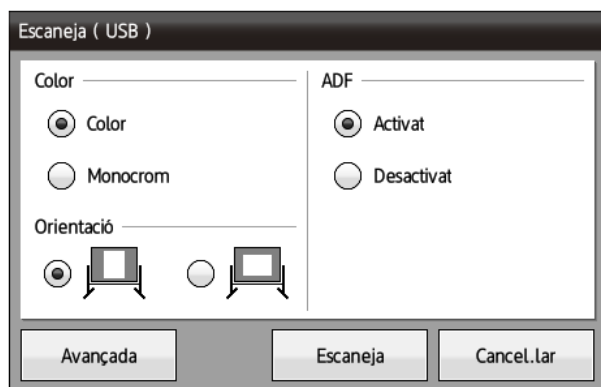 Escaneja ( USB )
Color
Color
Monocrom
Orientació
ADF
Activat
Desactivat
Avançada
Escaneja
Cancel.lar